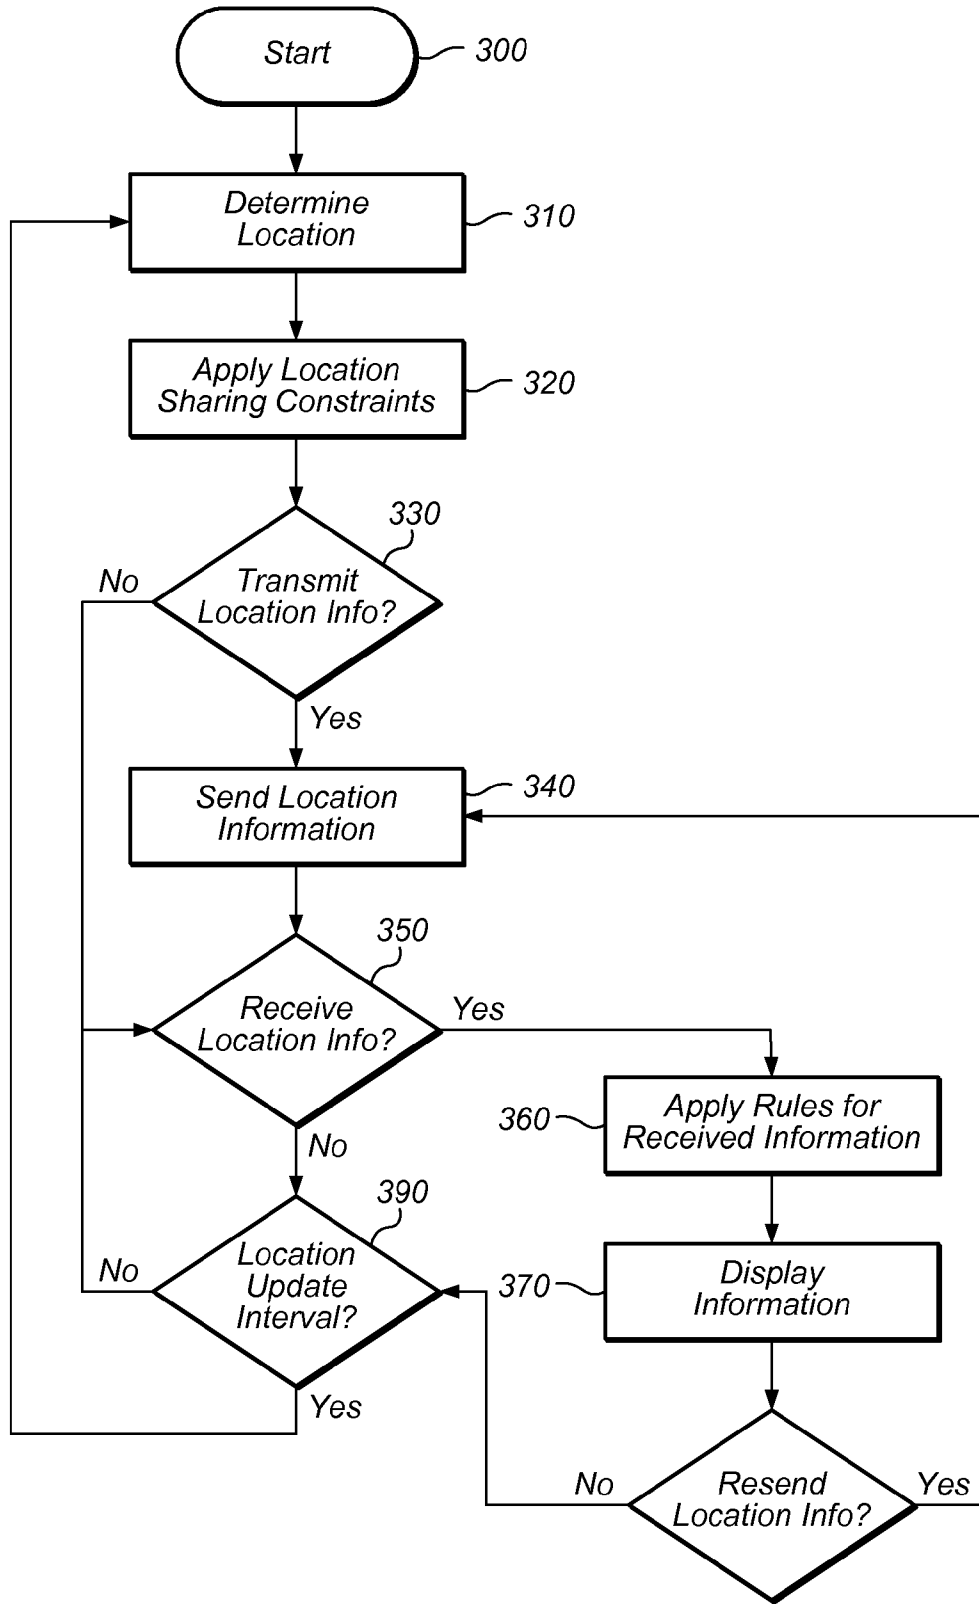 Start
300
Determine
Location
310
Apply Location
Sharing Constraints
320
330
Transmit
Location Info?
No
Yes
Send Location
Information
340
350
Receive
Location Info?
Yes
No
360
Apply Rules for
Received Information
390
Location
Update
Interval?
No
Yes
370
Display
Information
Resend
Location Info?
No
Yes